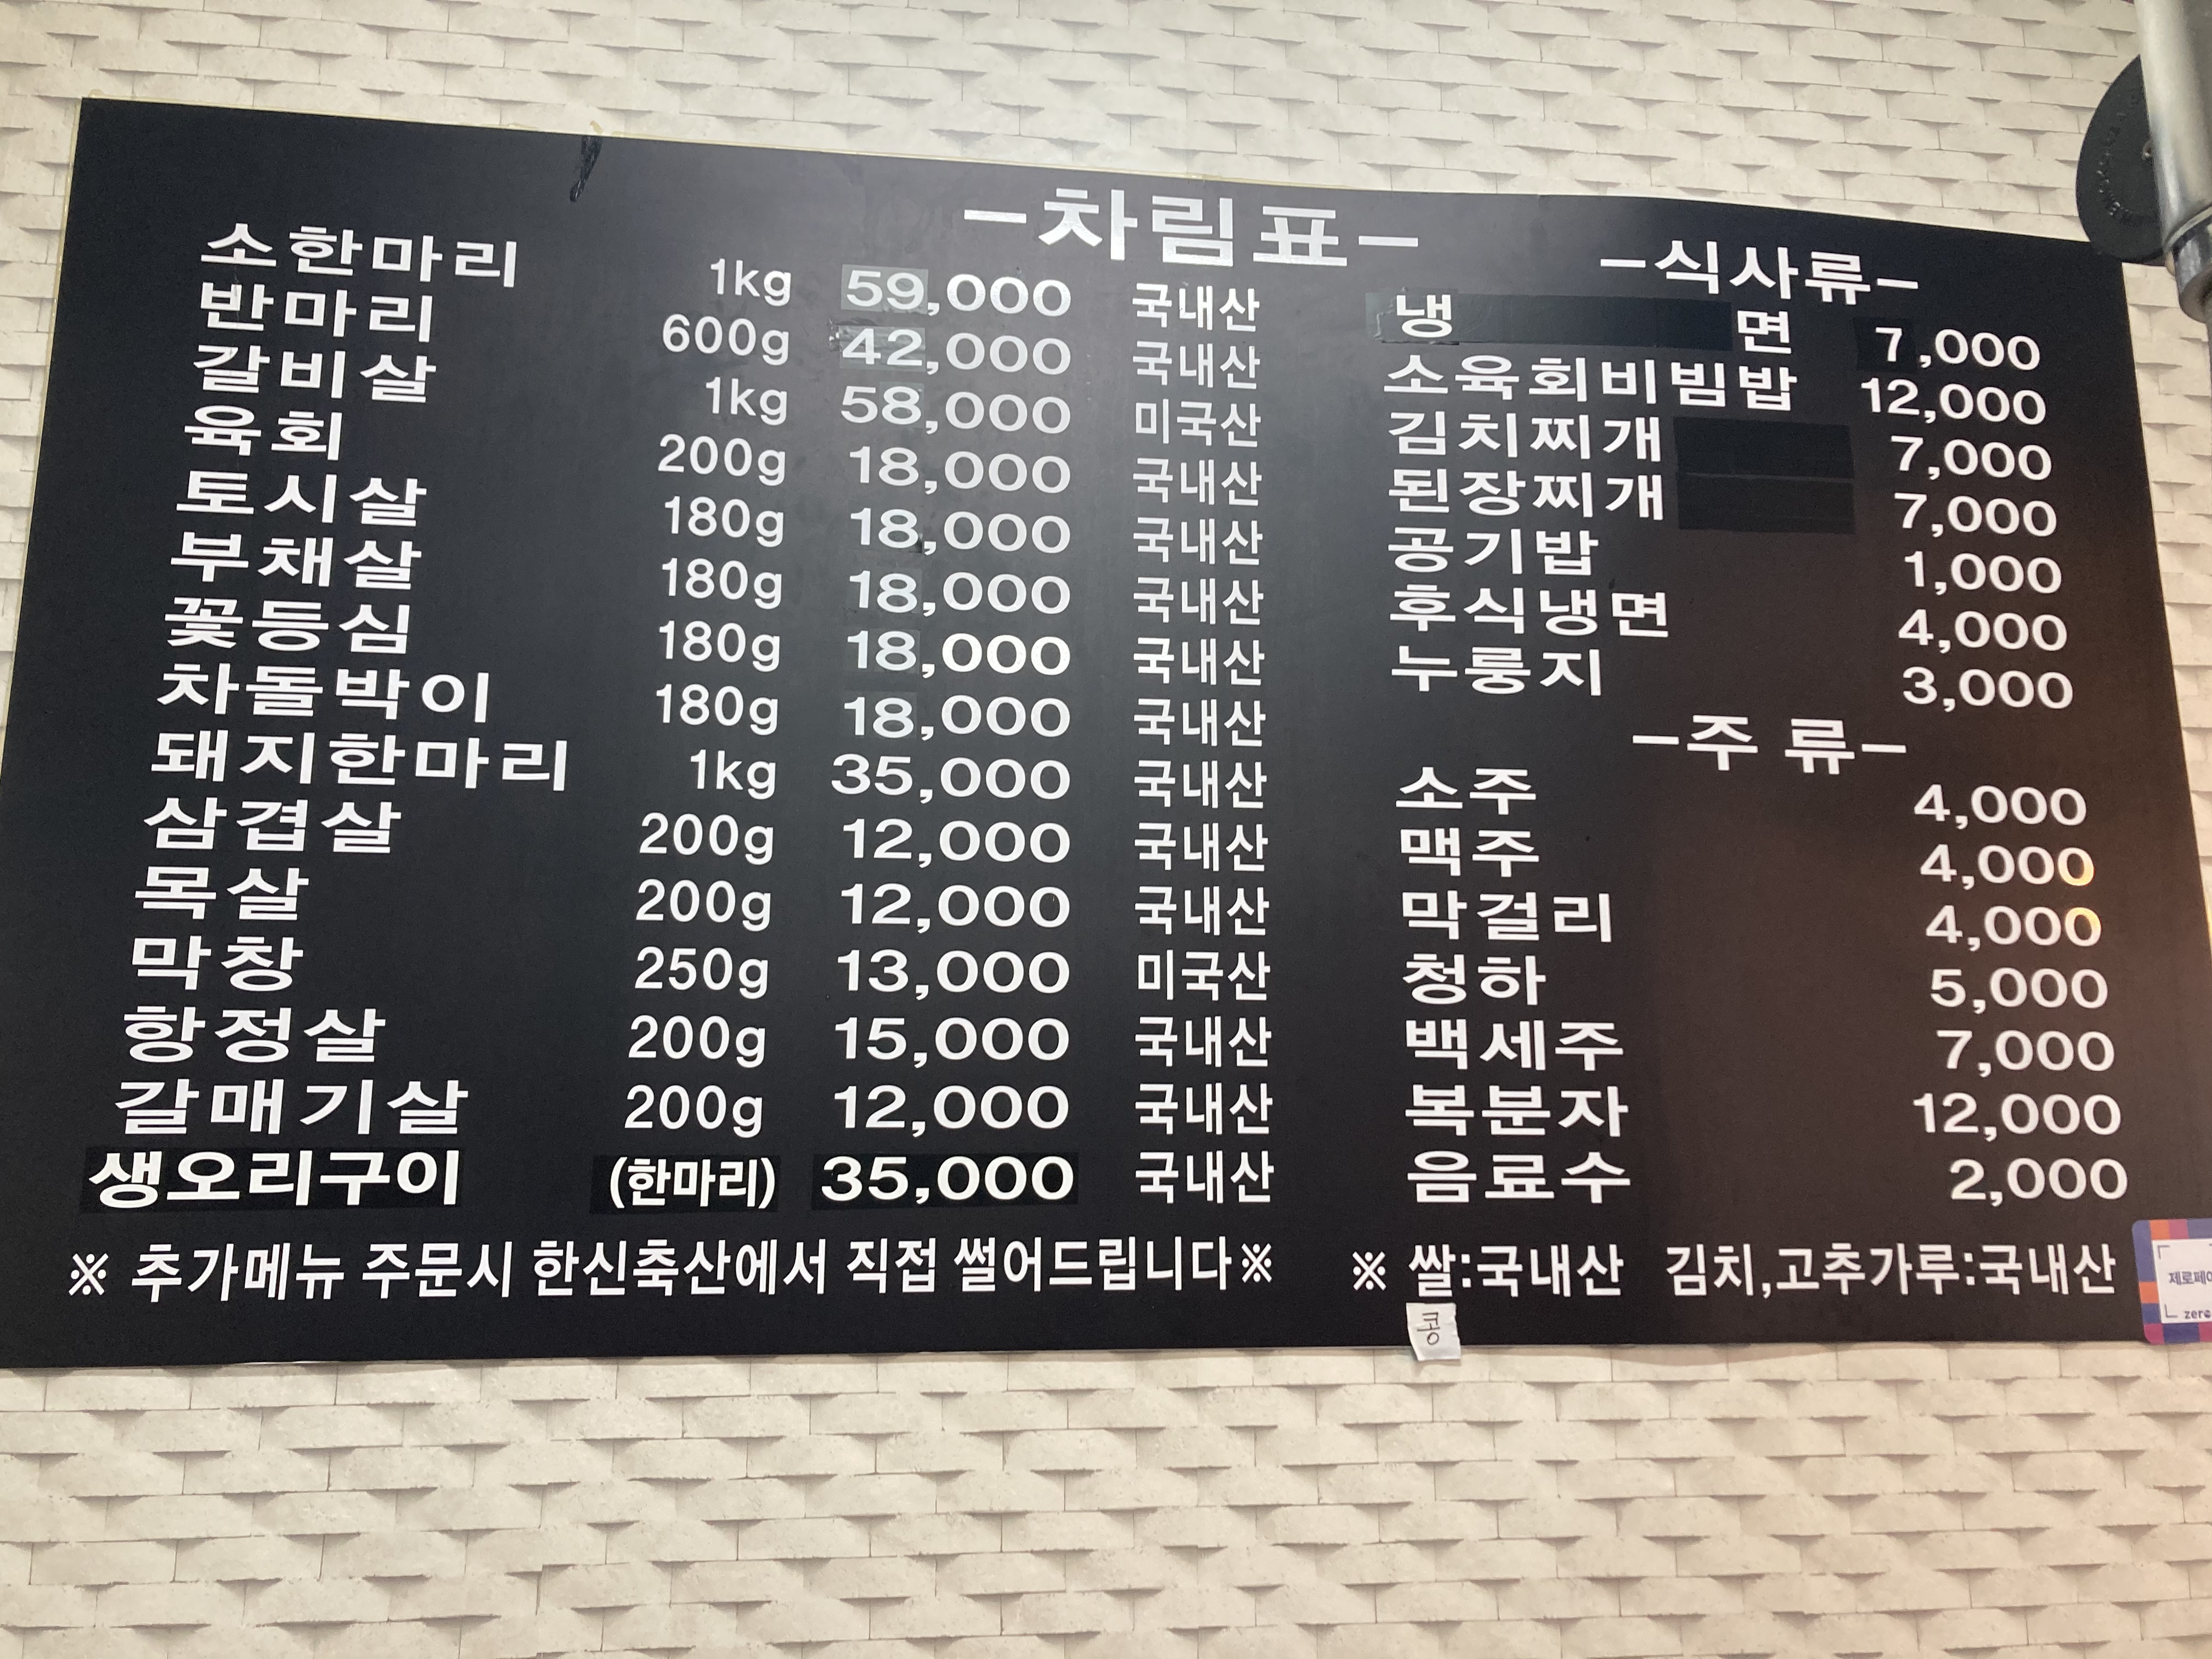 -차림표-
소한마리 1kg 59,000 국내산
반마리 600g 42,000 국내산
갈비살 1kg 58,000 미국산
육회 200g 18,000 국내산
토시살 180g 18,000 국내산
부채살 180g 18,000 국내산
꽃등심 180g 18,000 국내산
차돌박이 180g 18,000 국내산
돼지한마리 1kg 35,000 국내산
삼겹살 200g 12,000 국내산
목살 200g 12,000 국내산
막창 250g 13,000 미국산
항정살 200g 15,000 국내산
갈매기살 200g 12,000 국내산
생오리구이 (한마리) 35,000 국내산
※ 추가메뉴 주문시 한신축산에서 직접 썰어드립니다※
-식사류-
냉 면 7,000
소육회비빔밥 12,000
김치찌개 7,000
된장찌개 7,000
공기밥 1,000
후식냉면 4,000
누룽지 3,000
-주 류-
소주 4,000
맥주 4,000
막걸리 4,000
청하 5,000
백세주 7,000
복분자 12,000
음료수 2,000
※ 쌀:국내산 김치,고추가루:국내산
콩